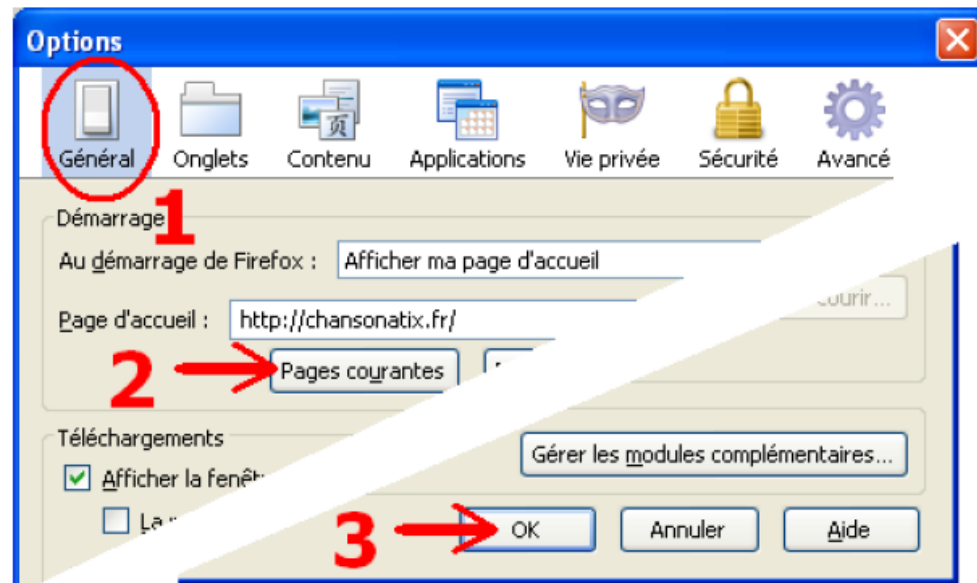 Options
Général Onglets Contenu Applications Vie privée Sécurité Avancé
1
Démarrage
Au démarrage de Firefox : Afficher ma page d'accueil
Page d'accueil : http://chansonatix.fr/
2 Pages courantes
Téléchargements
Gérer les modules complémentaires...
Afficher la
3 OK Annuler Aide